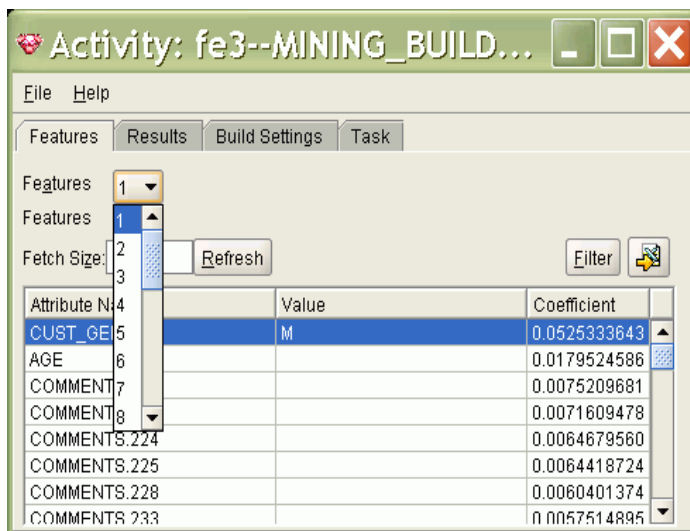 Activity: fe3--MINING_BUILD...
File Help
Features Results Build Settings Task
Features 1
Features
1
2
3
4
5
6
7
8
Fetch Size: Refresh Filter
Attribute Na Value Coefficient
CUST_GE M 0.0525333643
AGE 0.0179524586
COMMENT 0.0075209681
COMMENT 0.0071609478
COMMENTS.224 0.0064679560
COMMENTS.225 0.0064418724
COMMENTS.228 0.0060401374
COMMENTS.233 0.0057514895